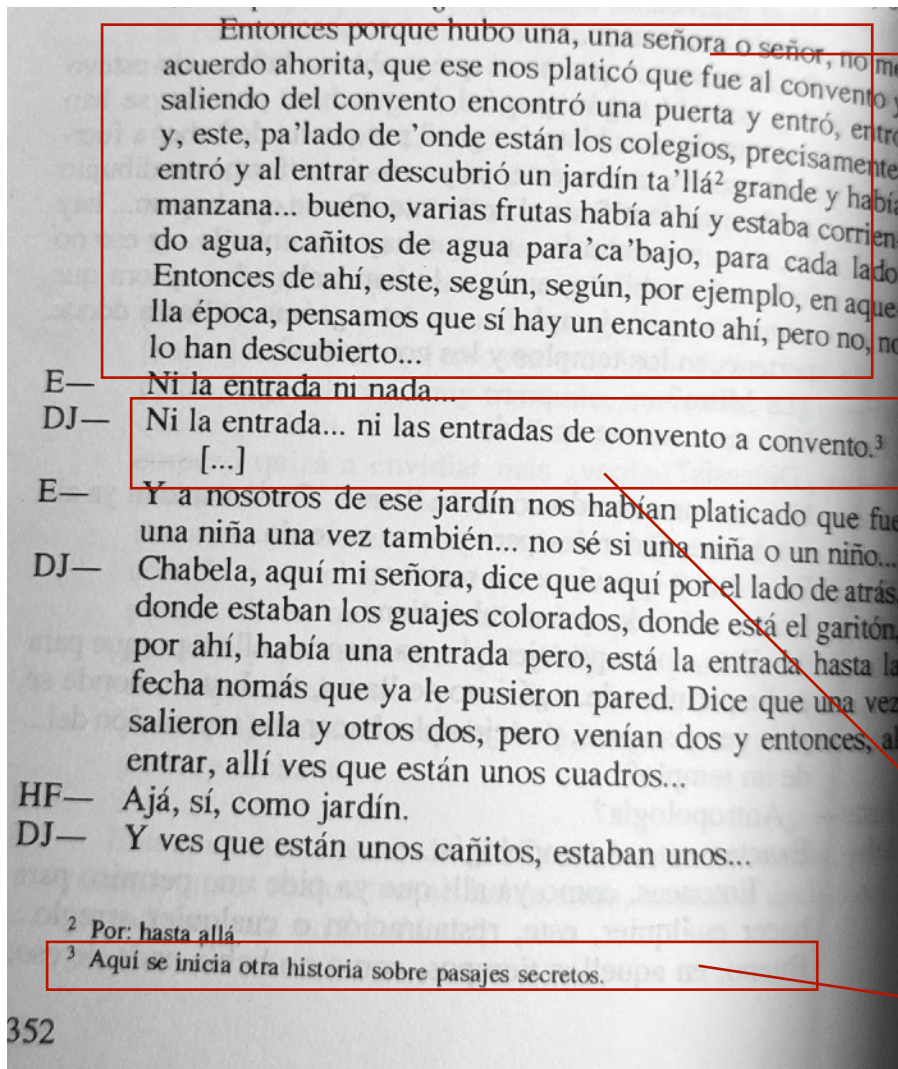 Entonces porque hubo una, una señora o señor, no me
acuerdo ahorita, que ese nos platicó que fue al convento y
saliendo del convento encontró una puerta y entró, entró
y, este, pa'lado de 'onde están los colegios, precisamente
entró y al entrar descubrió un jardín ta'llá² grande y había
manzana... bueno, varias frutas había ahí y estaba corrien-
do agua, cañitos de agua para'ca'bajo, para cada lado
Entonces de ahí, este, según, según, por ejemplo, en aque-
lla época, pensamos que sí hay un encanto ahí, pero no, no
lo han descubierto...
E— Ni la entrada ni nada...
DJ— Ni la entrada... ni las entradas de convento a convento.³
[...]
E— Y a nosotros de ese jardín nos habían platicado que fue
una niña una vez también... no sé si una niña o un niño...
DJ— Chabela, aquí mi señora, dice que aquí por el lado de atrás,
donde estaban los guajes colorados, donde está el garitón,
por ahí, había una entrada pero, está la entrada hasta la
fecha nomás que ya le pusieron pared. Dice que una vez
salieron ella y otros dos, pero venían dos y entonces, al
entrar, allí ves que están unos cuadros...
HF— Ajá, sí, como jardín.
DJ— Y ves que están unos cañitos, estaban unos...
² Por: hasta allá.
³ Aquí se inicia otra historia sobre pasajes secretos.
352